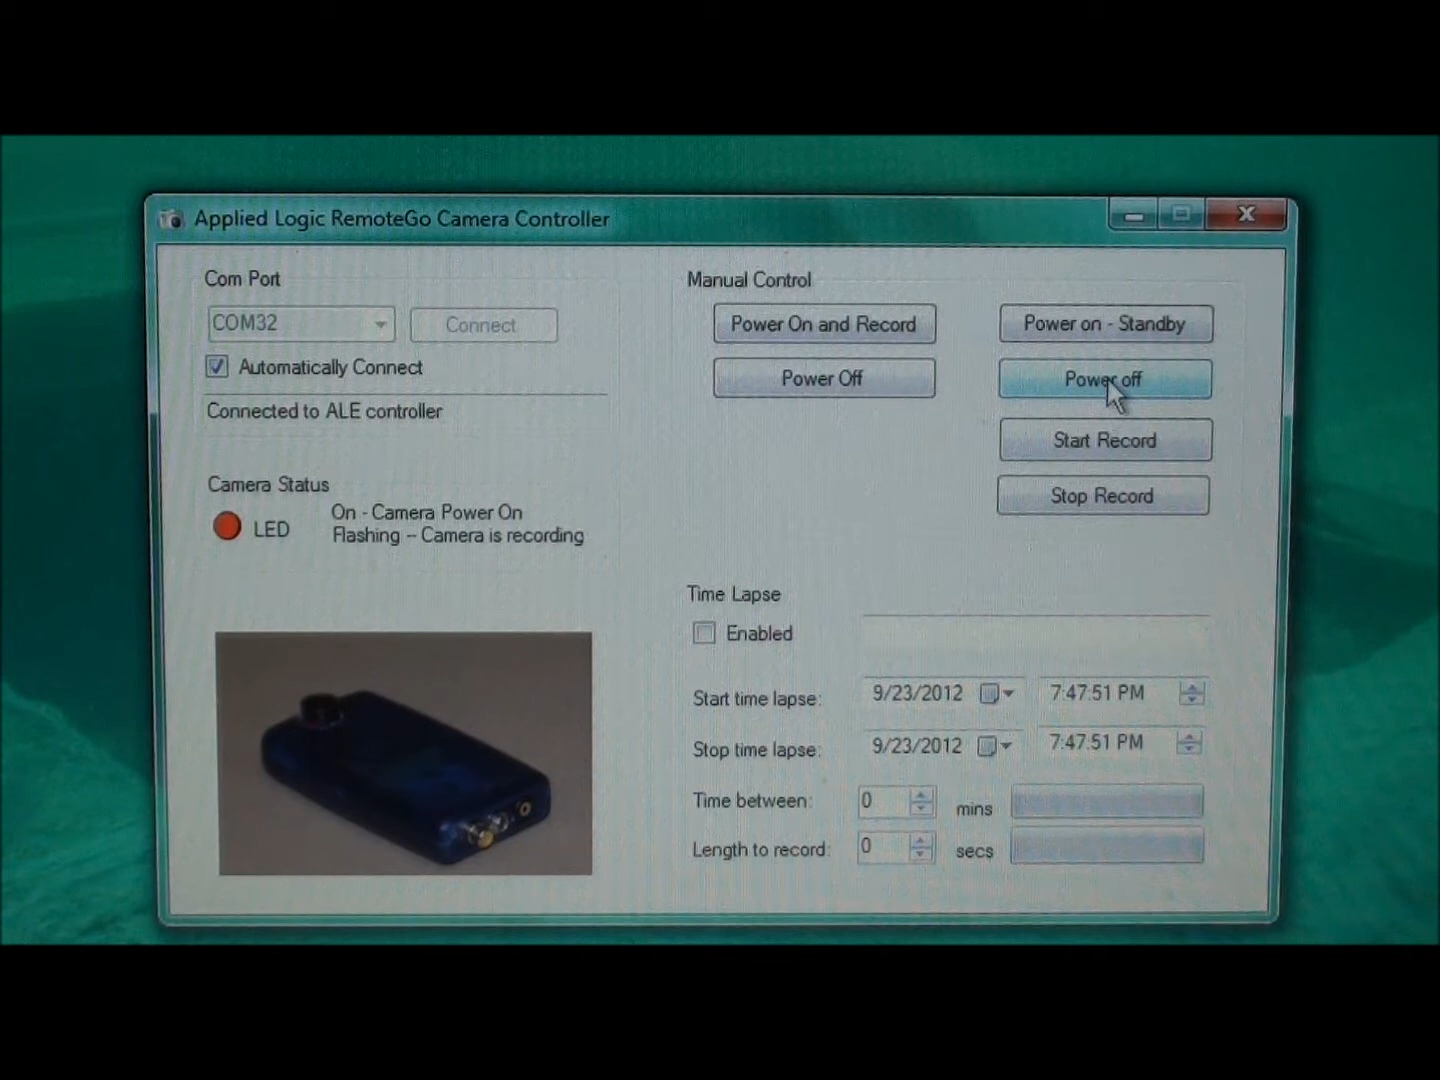 Applied Logic RemoteGo Camera Controller
Com Port
COM32
Connect
Automatically Connect
Connected to ALE controller
Camera Status
LED
On - Camera Power On
Flashing -- Camera is recording
Manual Control
Power On and Record
Power on - Standby
Power Off
Power off
Start Record
Stop Record
Time Lapse
Enabled
Start time lapse:
9/23/2012
7:47:51 PM
Stop time lapse:
9/23/2012
7:47:51 PM
Time between:
0
mins
Length to record:
0
secs